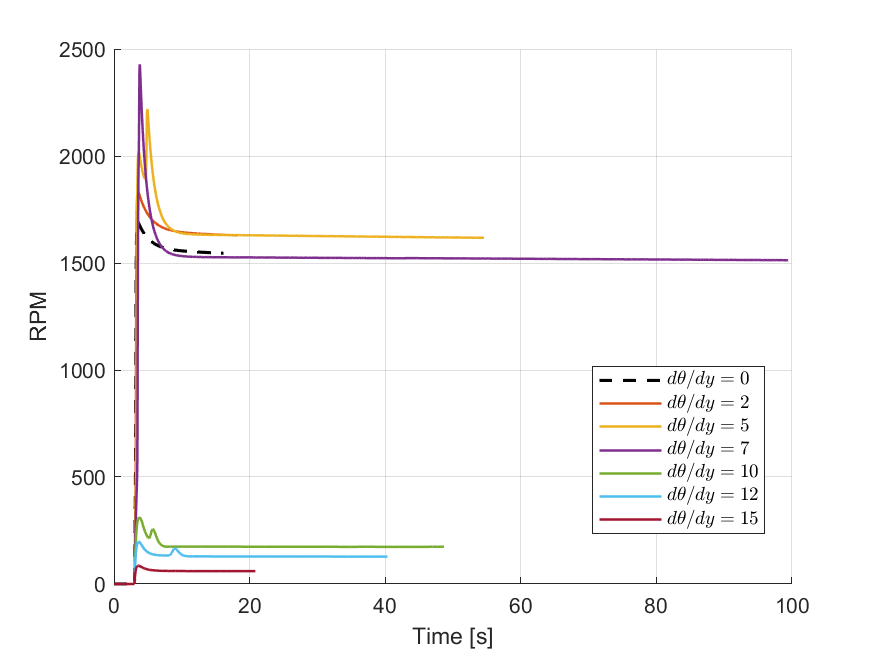 2500
2000
1500
1000
500
0
RPM
0 20 40 60 80 100
Time [s]
dθ/dy = 0
dθ/dy = 2
dθ/dy = 5
dθ/dy = 7
dθ/dy = 10
dθ/dy = 12
dθ/dy = 15